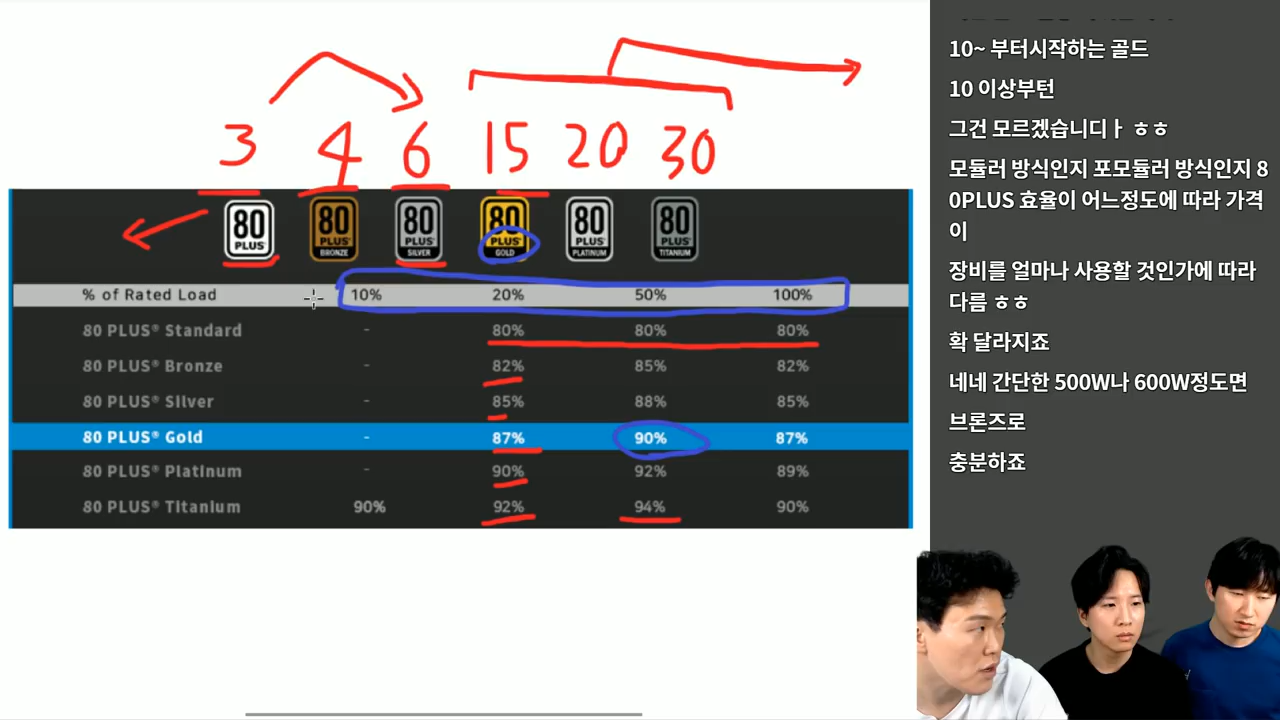 3 4 6 15 20 30
80 PLUS
80 PLUS BRONZE
80 PLUS SILVER
80 PLUS GOLD
80 PLUS PLATINUM
80 PLUS TITANIUM
% of Rated Load 10% 20% 50% 100%
80 PLUS® Standard - 80% 80% 80%
80 PLUS® Bronze - 82% 85% 82%
80 PLUS® Silver - 85% 88% 85%
80 PLUS® Gold - 87% 90% 87%
80 PLUS® Platinum - 90% 92% 89%
80 PLUS® Titanium 90% 92% 94% 90%
10~ 부터시작하는 골드
10 이상부턴
그건 모르겠습니디ㅏ ㅎㅎ
모듈러 방식인지 포모듈러 방식인지 8
0PLUS 효율이 어느정도에 따라 가격
이
장비를 얼마나 사용할 것인가에 따라
다름 ㅎㅎ
확 달라지죠
네네 간단한 500W나 600W정도면
브론즈로
충분하죠